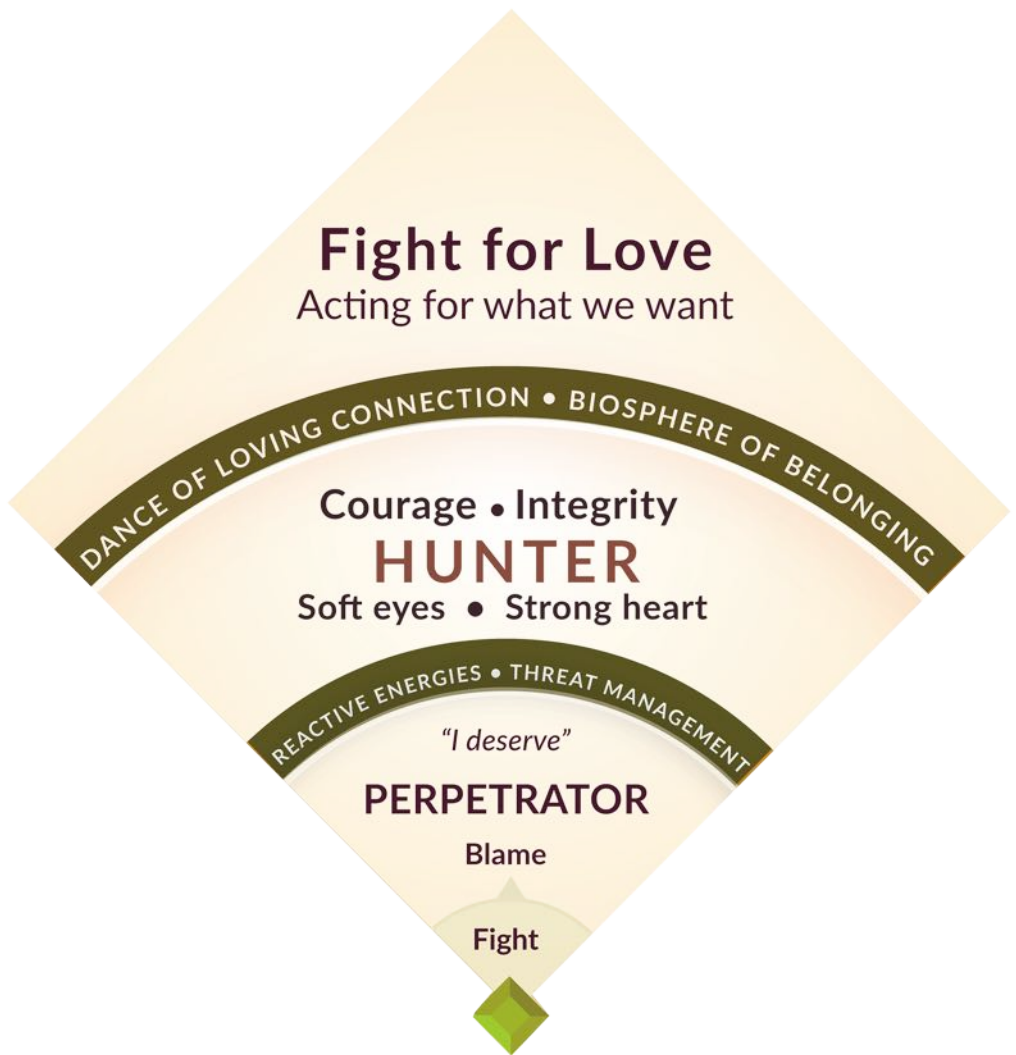 Fight for Love
Acting for what we want
DANCE OF LOVING CONNECTION • BIOSPHERE OF BELONGING
Courage • Integrity
HUNTER
Soft eyes • Strong heart
REACTIVE ENERGIES • THREAT MANAGEMENT
“I deserve”
PERPETRATOR
Blame
Fight